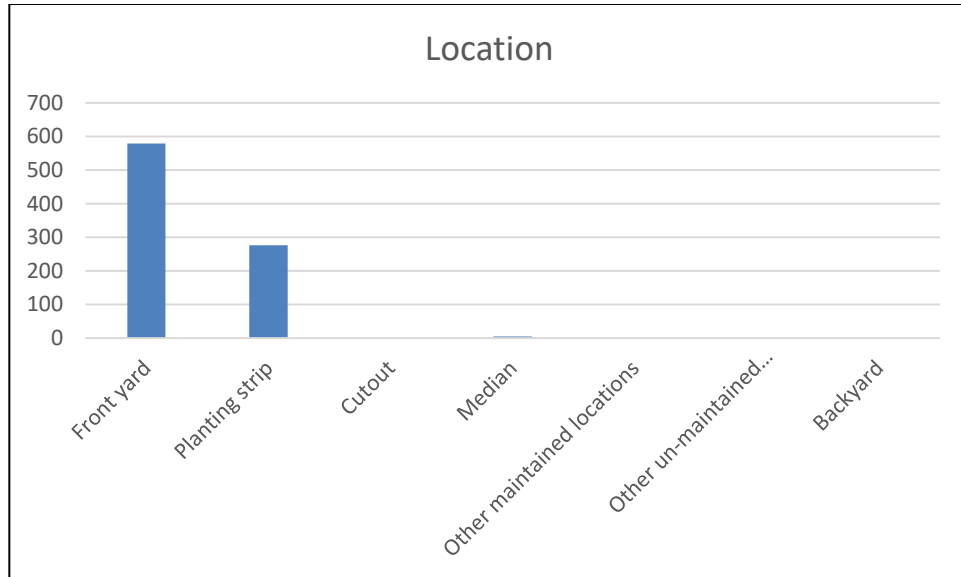 Location
700
600
500
400
300
200
100
0
Front yard
Planting strip
Cutout
Median
Other maintained locations
Other un-maintained...
Backyard